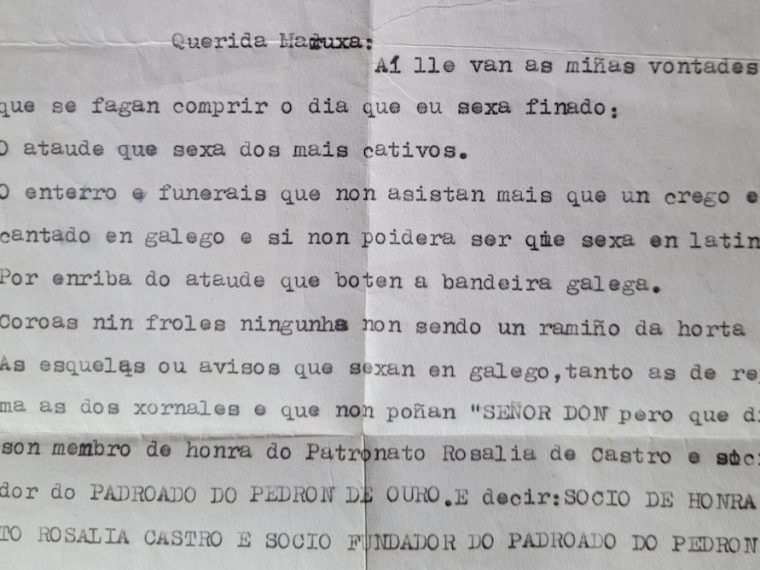 Querida Maruxa:
Aí lle van as miñas vontades
que se fagan comprir o dia que eu sexa finado:
O ataude que sexa dos mais cativos.
O enterro e funerais que non asistan mais que un crego e
cantado en galego e si non poidera ser que sexa en latin
Por enriba do ataude que boten a bandeira galega.
Coroas nin froles ningunha non sendo un ramiño da horta
As esquelas ou avisos que sexan en galego,tanto as de re
ma as dos xornales e que non poñan "SEÑOR DON pero que di
son membro de honra do Patronato Rosalia de Castro e soci
dor do PADROADO DO PEDRON DE OURO.E decir:SOCIO DE HONRA
TO ROSALIA CASTRO E SOCIO FUNDADOR DO PADROADO DO PEDRON